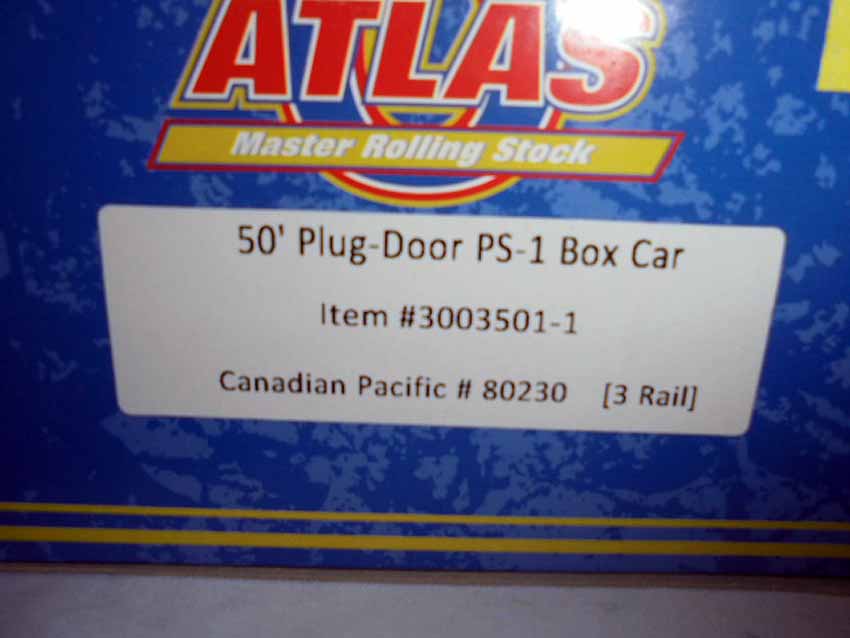 ATLAS
Master Rolling Stock
50' Plug-Door PS-1 Box Car
Item #3003501-1
Canadian Pacific # 80230 [3 Rail]